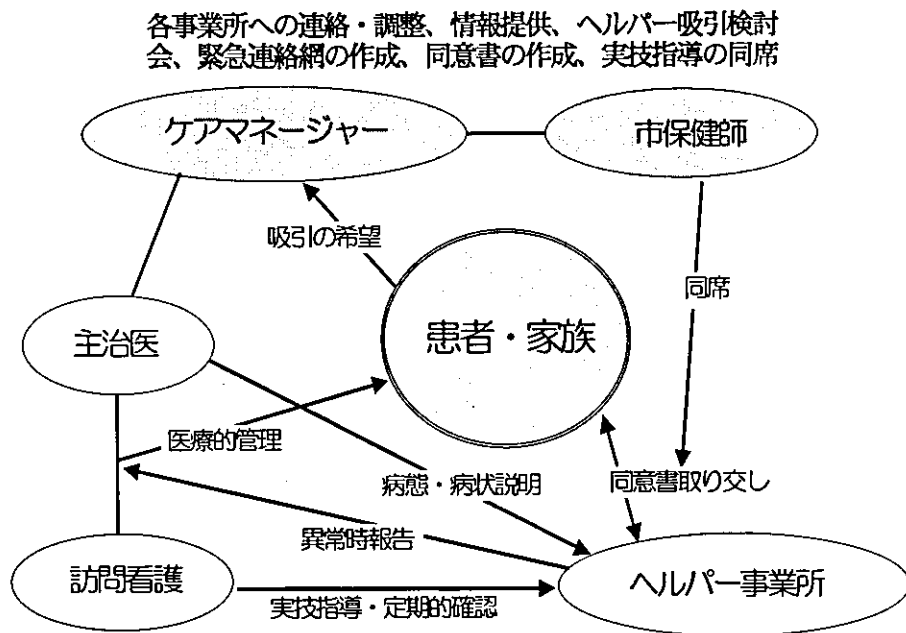 各事業所への連絡・調整、情報提供、ヘルパー吸引検討
会、緊急連絡網の作成、同意書の作成、実技指導の同席
ケアマネージャー
市保健師
吸引の希望
同席
主治医
患者・家族
医療的管理
病態・病状説明
同意書取り交し
異常時報告
訪問看護
ヘルパー事業所
実技指導・定期的確認